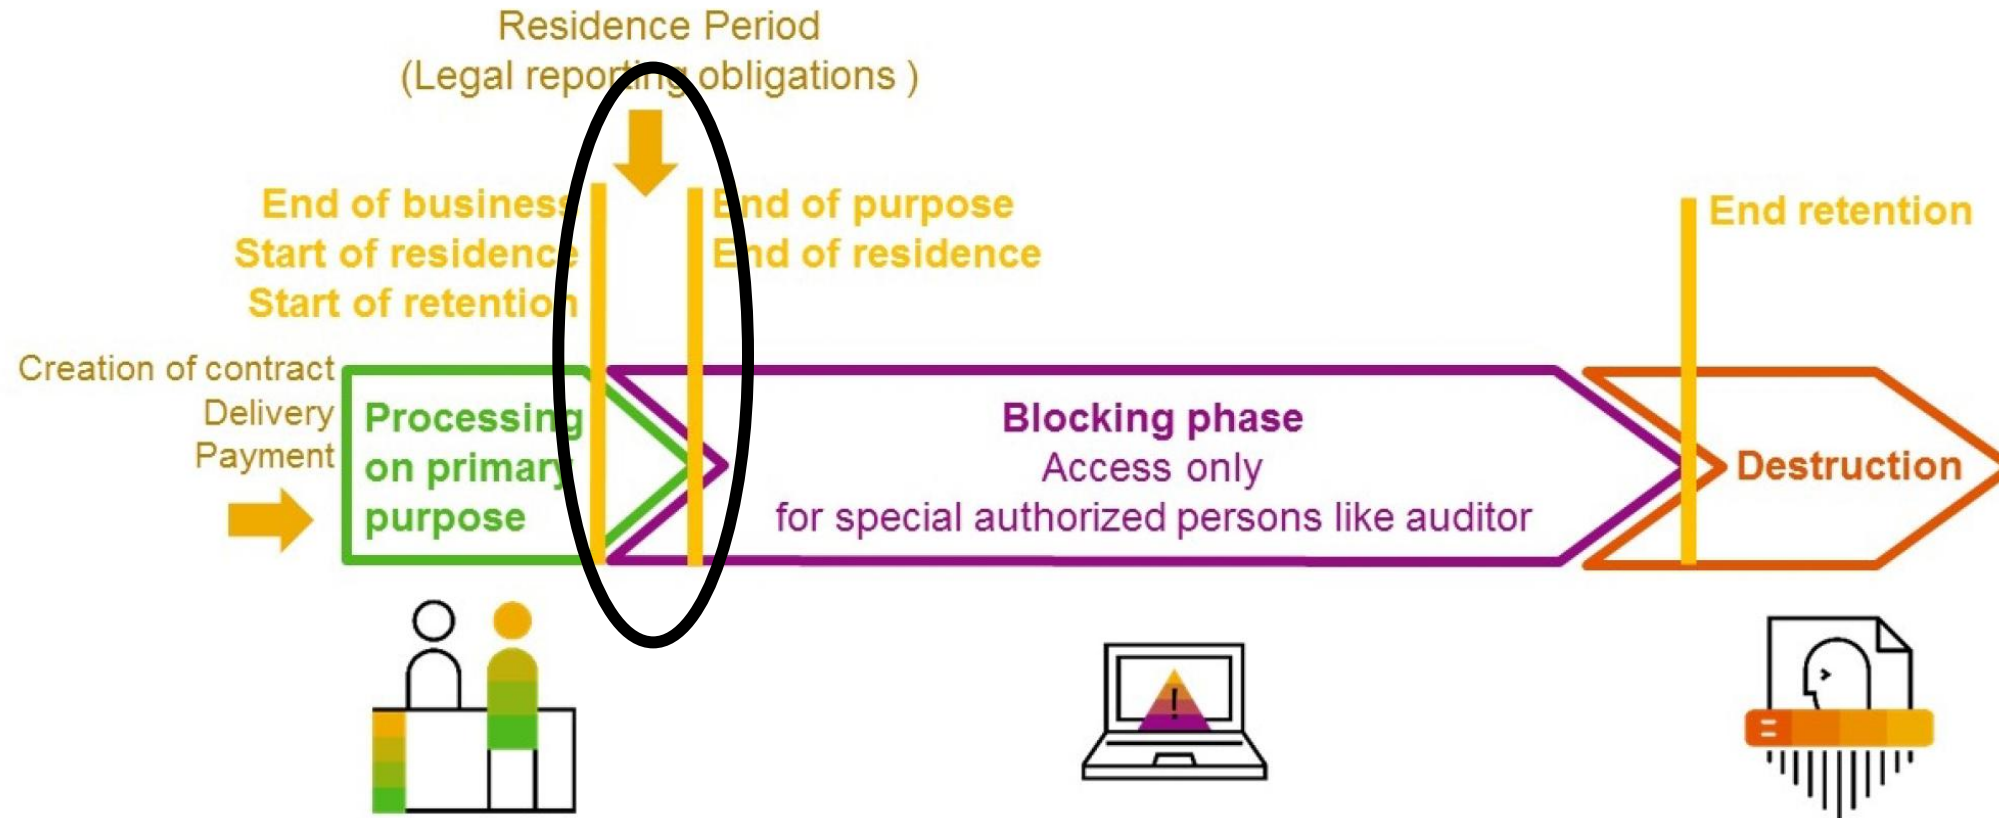 Residence Period
(Legal reporting obligations )
End of business
Start of residence
Start of retention
End of purpose
End of residence
End retention
Creation of contract
Delivery
Payment
Processing
on primary
purpose
Blocking phase
Access only
for special authorized persons like auditor
Destruction
!